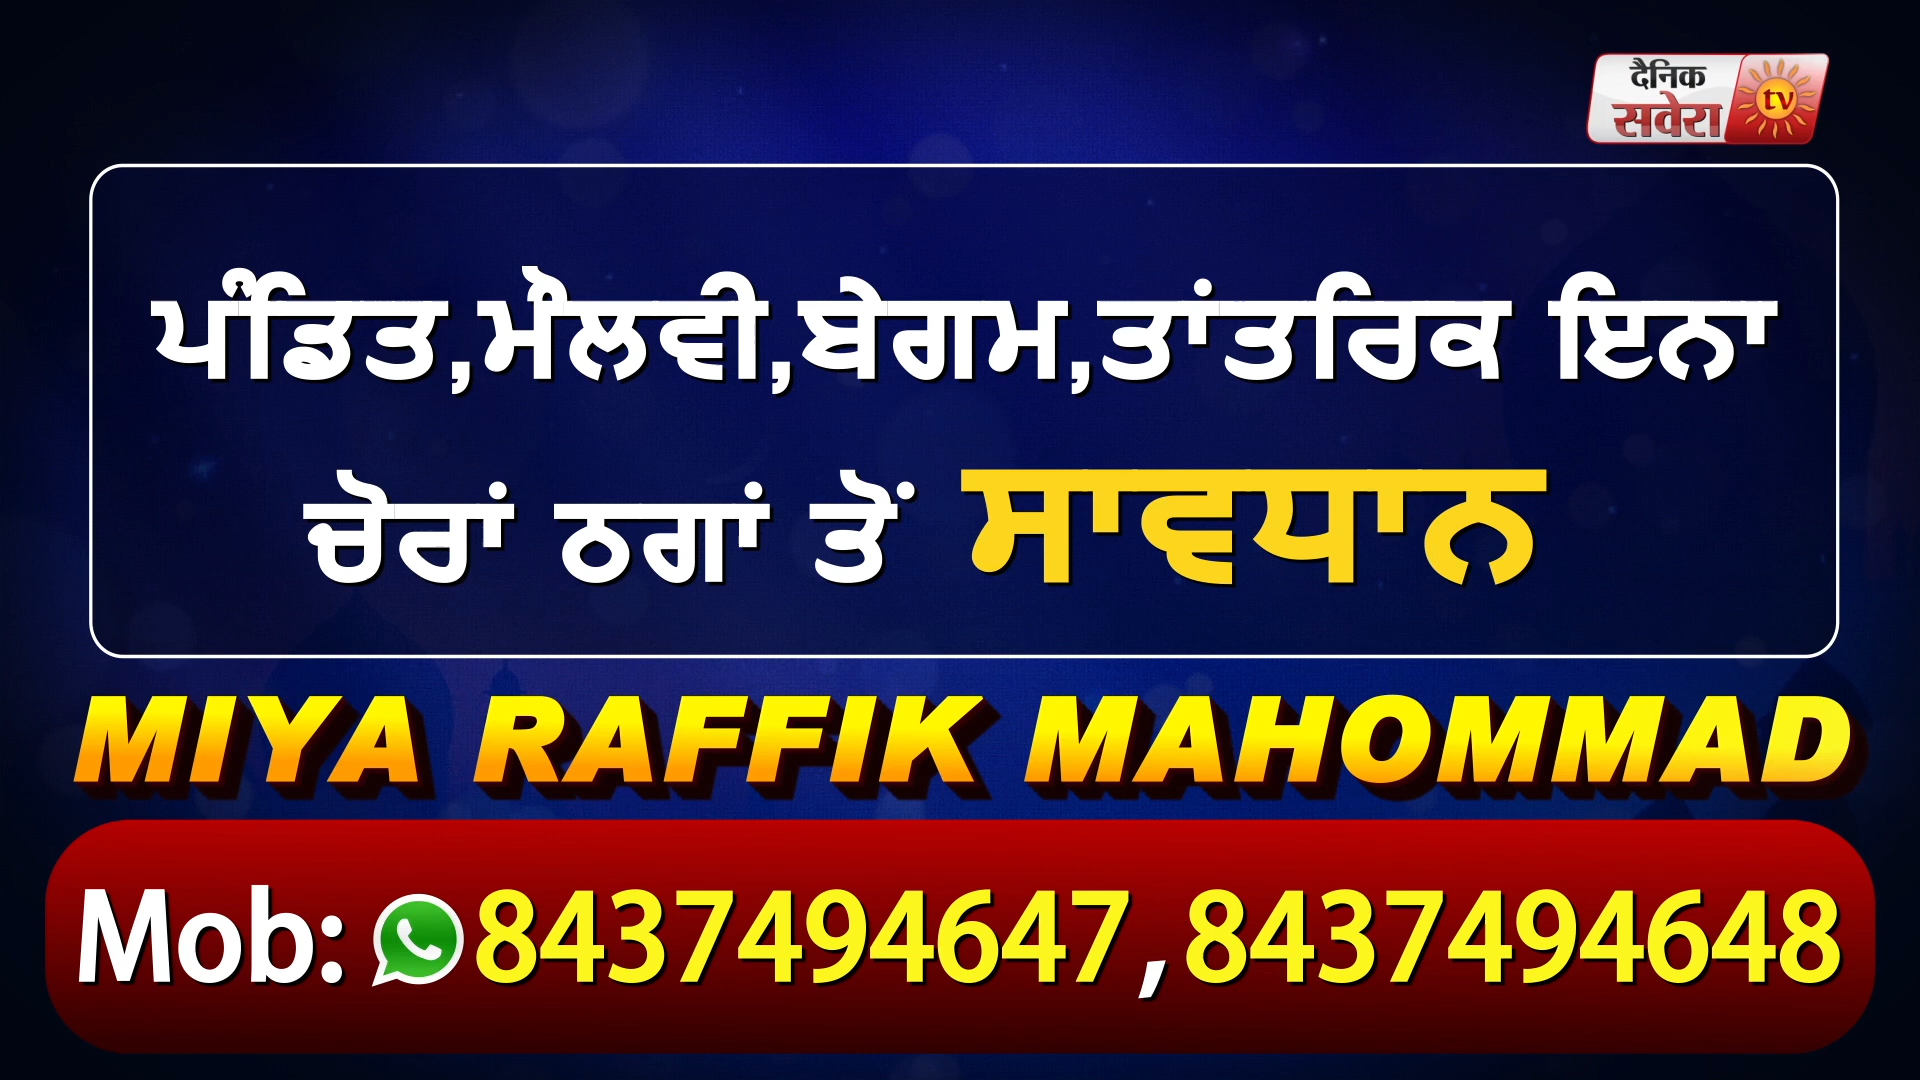 दैनिक
सवेरा tv
ਪੰਡਿਤ,ਮੌਲਵੀ,ਬੇਗਮ,ਤਾਂਤਰਿਕ ਇਨਾ
ਚੋਰਾਂ ਠਗਾਂ ਤੋਂ ਸਾਵਧਾਨ
MIYA RAFFIK MAHOMMAD
Mob: 8437494647, 8437494648